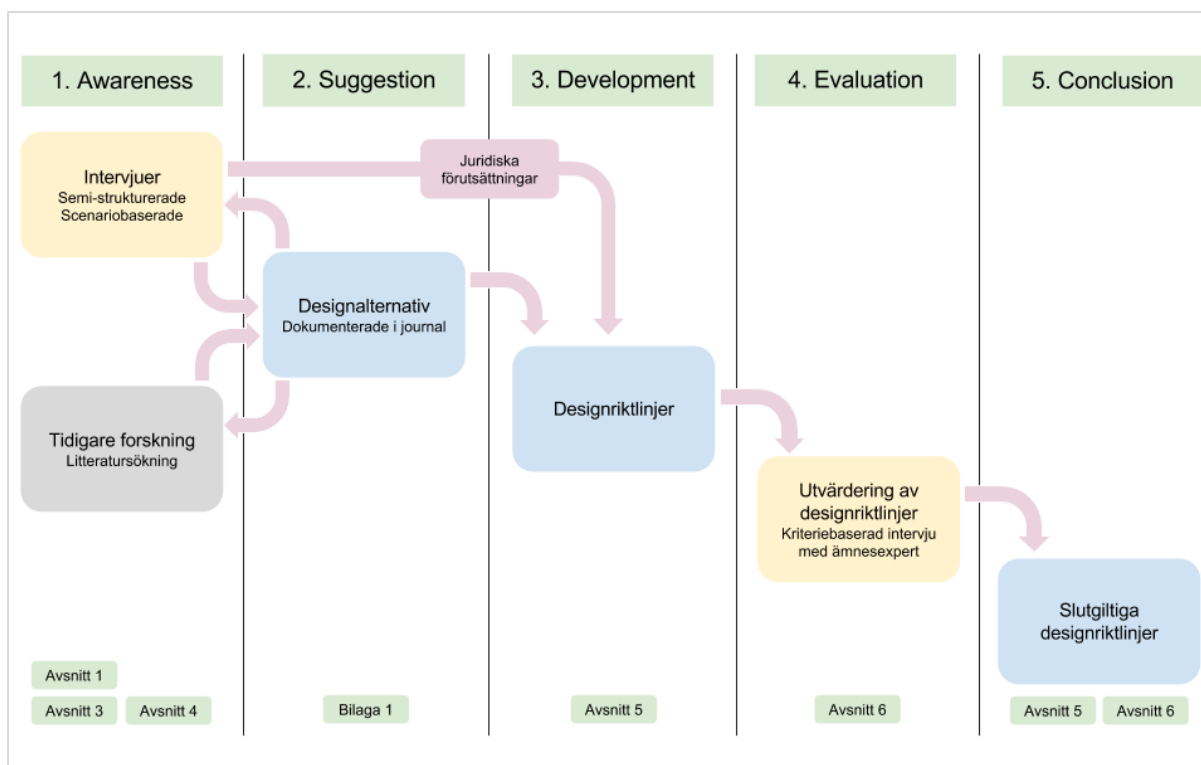 1. Awareness
2. Suggestion
3. Development
4. Evaluation
5. Conclusion
Intervjuer
Semi-strukturerade
Scenariobaserade
Juridiska
förutsättningar
Designalternativ
Dokumenterade i journal
Tidigare forskning
Litteratursökning
Designriktlinjer
Utvärdering av
designriktlinjer
Kriteriebaserad intervju
med ämnesexpert
Slutgiltiga
designriktlinjer
Avsnitt 1
Avsnitt 3
Avsnitt 4
Bilaga 1
Avsnitt 5
Avsnitt 6
Avsnitt 5
Avsnitt 6